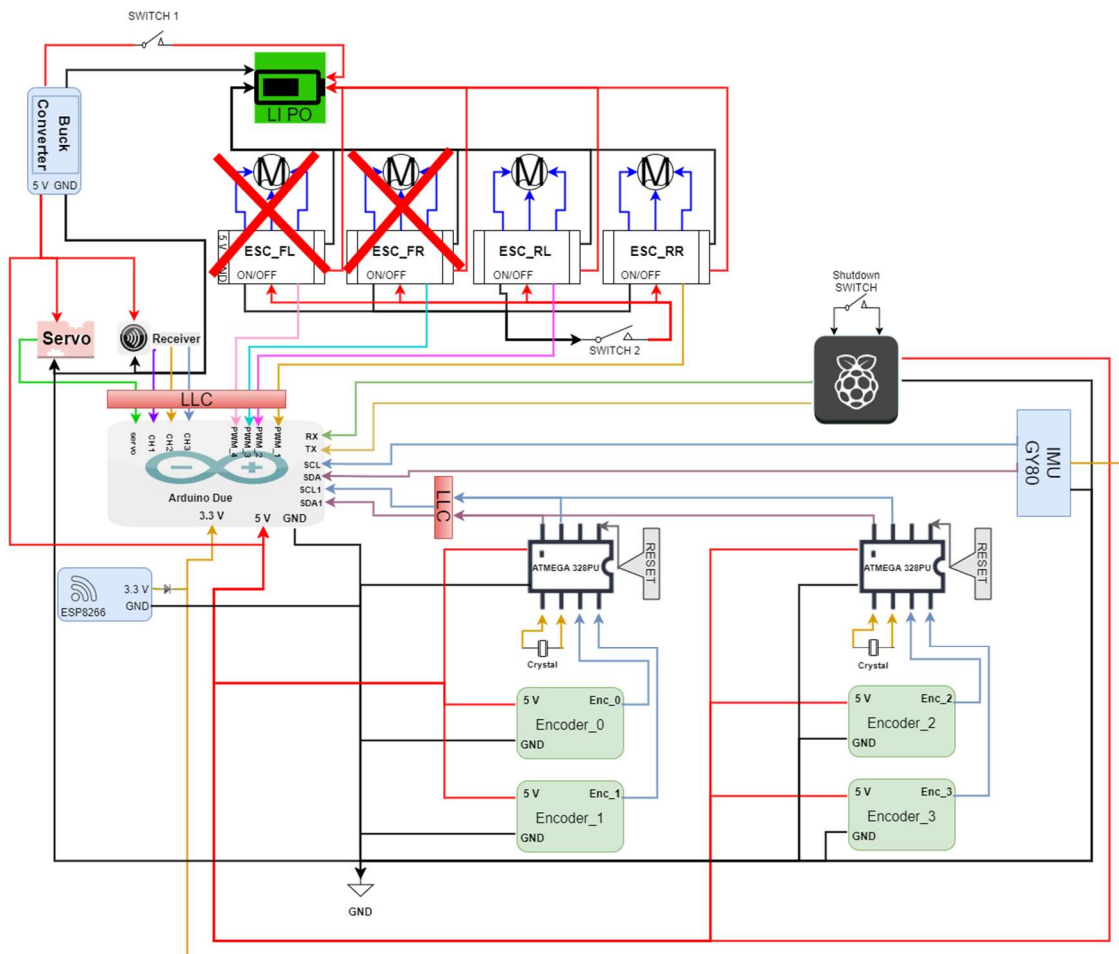 SWITCH 1
LI PO
Buck
Converter
5 V GND
M
M
M
M
5 V
GND
ESC_FL
ESC_FR
ESC_RL
ESC_RR
ON/OFF
ON/OFF
ON/OFF
ON/OFF
SWITCH 2
Shutdown
SWITCH
Servo
Receiver
LLC
servo
CH1
CH2
CH3
PWM_4
PWM_3
PWM_2
PWM_1
RX
TX
SCL
SDA
SCL1
SDA1
Arduino Due
3.3 V
5 V
GND
IMU
GY80
LLC
ATMEGA 328PU
RESET
ATMEGA 328PU
RESET
3.3 V
GND
ESP8266
Crystal
Crystal
5 V
Enc_0
Encoder_0
GND
5 V
Enc_2
Encoder_2
GND
5 V
Enc_1
Encoder_1
GND
5 V
Enc_3
Encoder_3
GND
GND